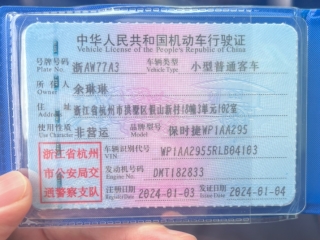 中华人民共和国机动车行驶证
Vehicle License of the People's Republic of China
号牌号码 浙AW77A3 车辆类型 小型普通客车
Plate No. Vehicle Type
所有人 余琳琳
Owner
住址 浙江省杭州市拱墅区假山新村18幢3单元102室
Address
使用性质 非营运 品牌型号 保时捷WP1AA295
Use Character Model
浙江省杭州市公安局交通警察支队
车辆识别代号 WP1AA295SRLB04103
VIN
发动机号码 DMT182833
Engine No.
注册日期 2024-01-03 发证日期 2024-01-04
Register Date Issue Date